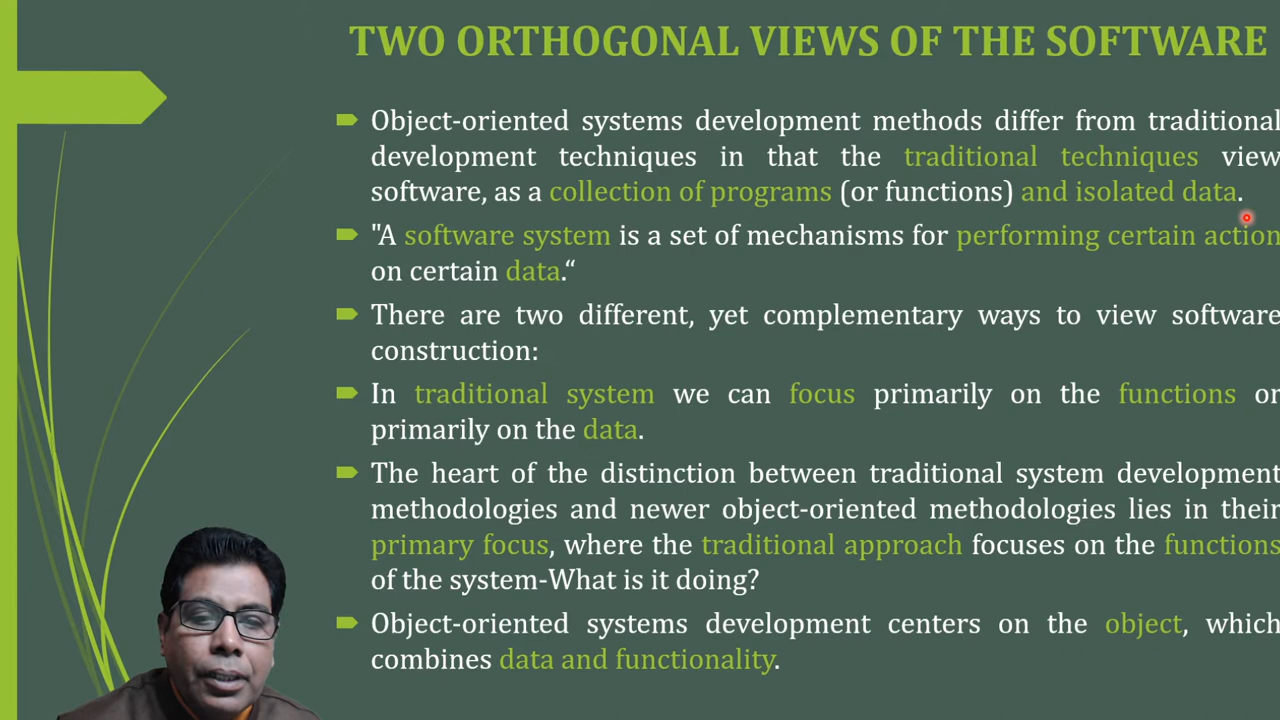 TWO ORTHOGONAL VIEWS OF THE SOFTWARE
Object-oriented systems development methods differ from traditional
development techniques in that the traditional techniques view
software, as a collection of programs (or functions) and isolated data.
"A software system is a set of mechanisms for performing certain action
on certain data.“
There are two different, yet complementary ways to view software
construction:
In traditional system we can focus primarily on the functions or
primarily on the data.
The heart of the distinction between traditional system development
methodologies and newer object-oriented methodologies lies in their
primary focus, where the traditional approach focuses on the functions
of the system-What is it doing?
Object-oriented systems development centers on the object, which
combines data and functionality.